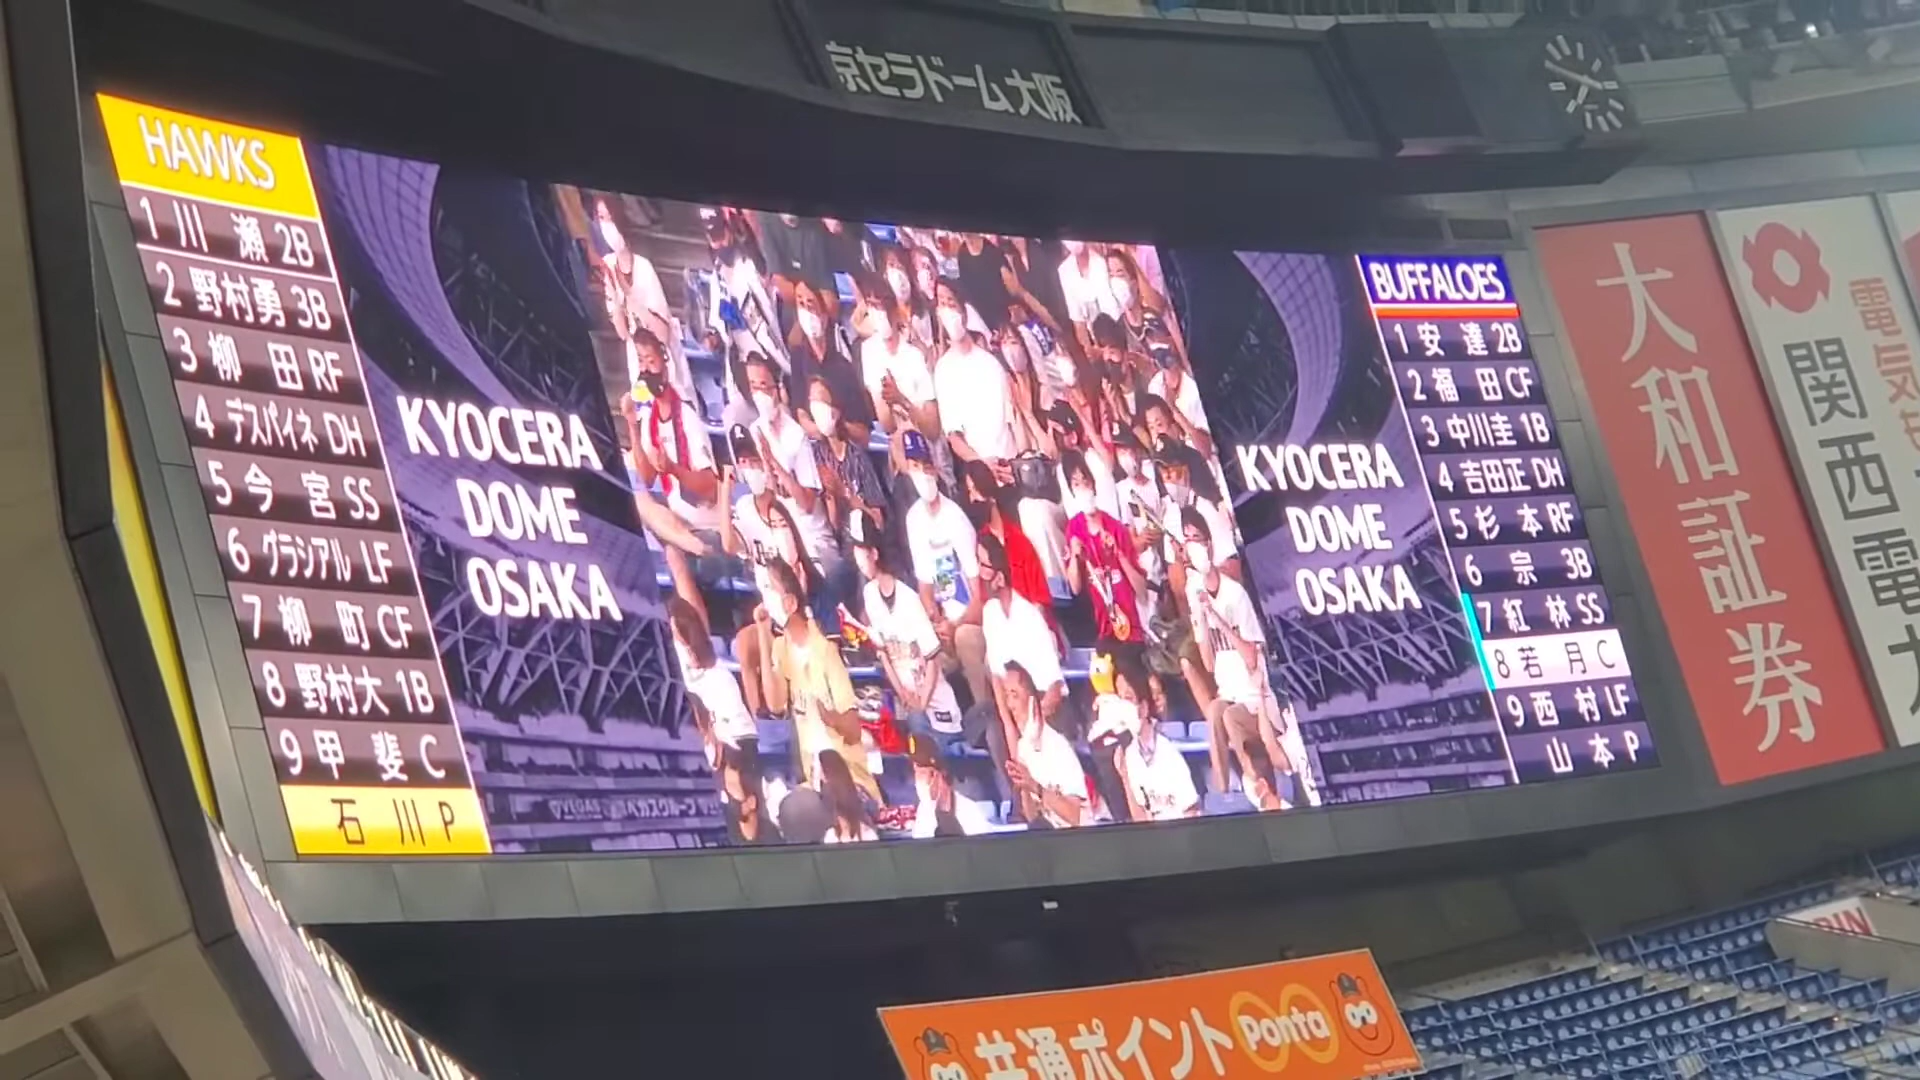 京セラドーム大阪
HAWKS
1 川 瀬 2B
2 野村勇 3B
3 柳 田 RF
4 デスパイネ DH
5 今 宮 SS
6 グラシアル LF
7 柳 町 CF
8 野村大 1B
9 甲 斐 C
石 川 P
KYOCERA
DOME
OSAKA
KYOCERA
DOME
OSAKA
BUFFALOES
1 安 達 2B
2 福 田 CF
3 中川圭 1B
4 吉田正 DH
5 杉 本 RF
6 宗 3B
7 紅 林 SS
8 若 月 C
9 西 村 LF
山 本 P
大和証券
関西電力
電気
共通ポイント Ponta